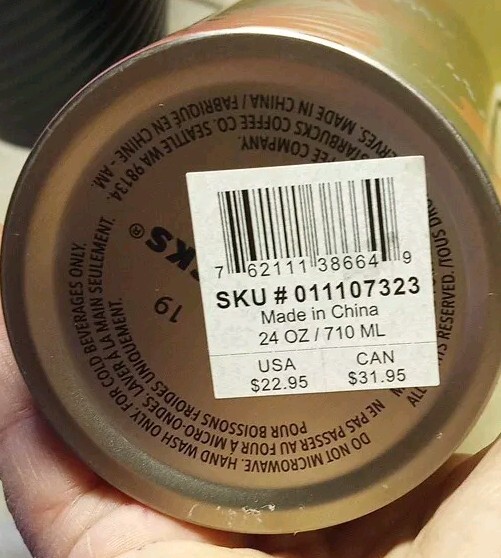 7 62111 38664 9
SKU # 011107323
Made in China
24 OZ / 710 ML
USA
$22.95
CAN
$31.95
19
DO NOT MICROWAVE. HAND WASH ONLY. FOR COLD BEVERAGES ONLY.
NE PAS PASSER AU FOUR À MICRO-ONDES. LAVER À LA MAIN SEULEMENT.
POUR BOISSONS FROIDES UNIQUEMENT.
STARBUCKS COFFEE CO. SEATTLE WA 98134.
MADE IN CHINA / FABRIQUÉ EN CHINE.
RESERVED. /TOUS